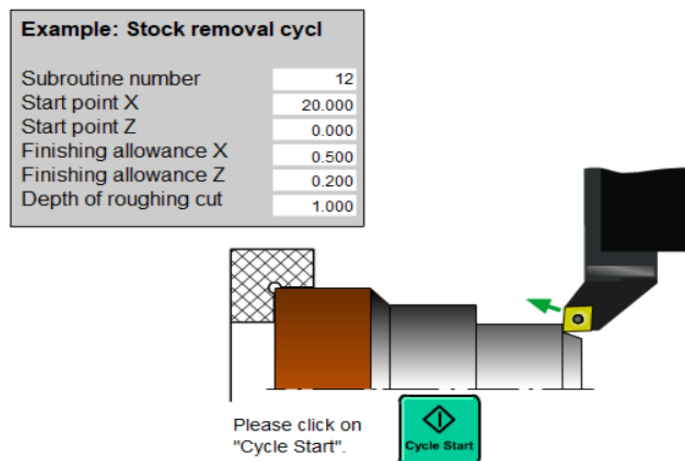 Example: Stock removal cycl
Subroutine number 12
Start point X 20.000
Start point Z 0.000
Finishing allowance X 0.500
Finishing allowance Z 0.200
Depth of roughing cut 1.000
Please click on
"Cycle Start".
Cycle Start